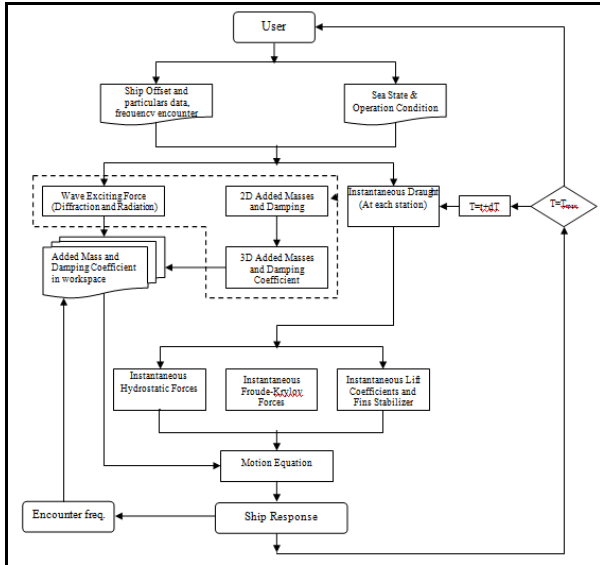 User
Ship Offset and
particulars data,
frequency encounter
Sea State &
Operation Condition
Wave Exciting Force
(Diffraction and Radiation)
2D Added Masses
and Damping
Instantaneous Draught
(At each station)
T=t+dT
T=Tmax
Added Mass and
Damping Coefficient
in workspace
3D Added Masses
and Damping
Coefficient
Instantaneous
Hydrostatic Forces
Instantaneous
Froude-Krylov
Forces
Instantaneous Lift
Coefficients and
Fins Stabilizer
Motion Equation
Encounter freq.
Ship Response